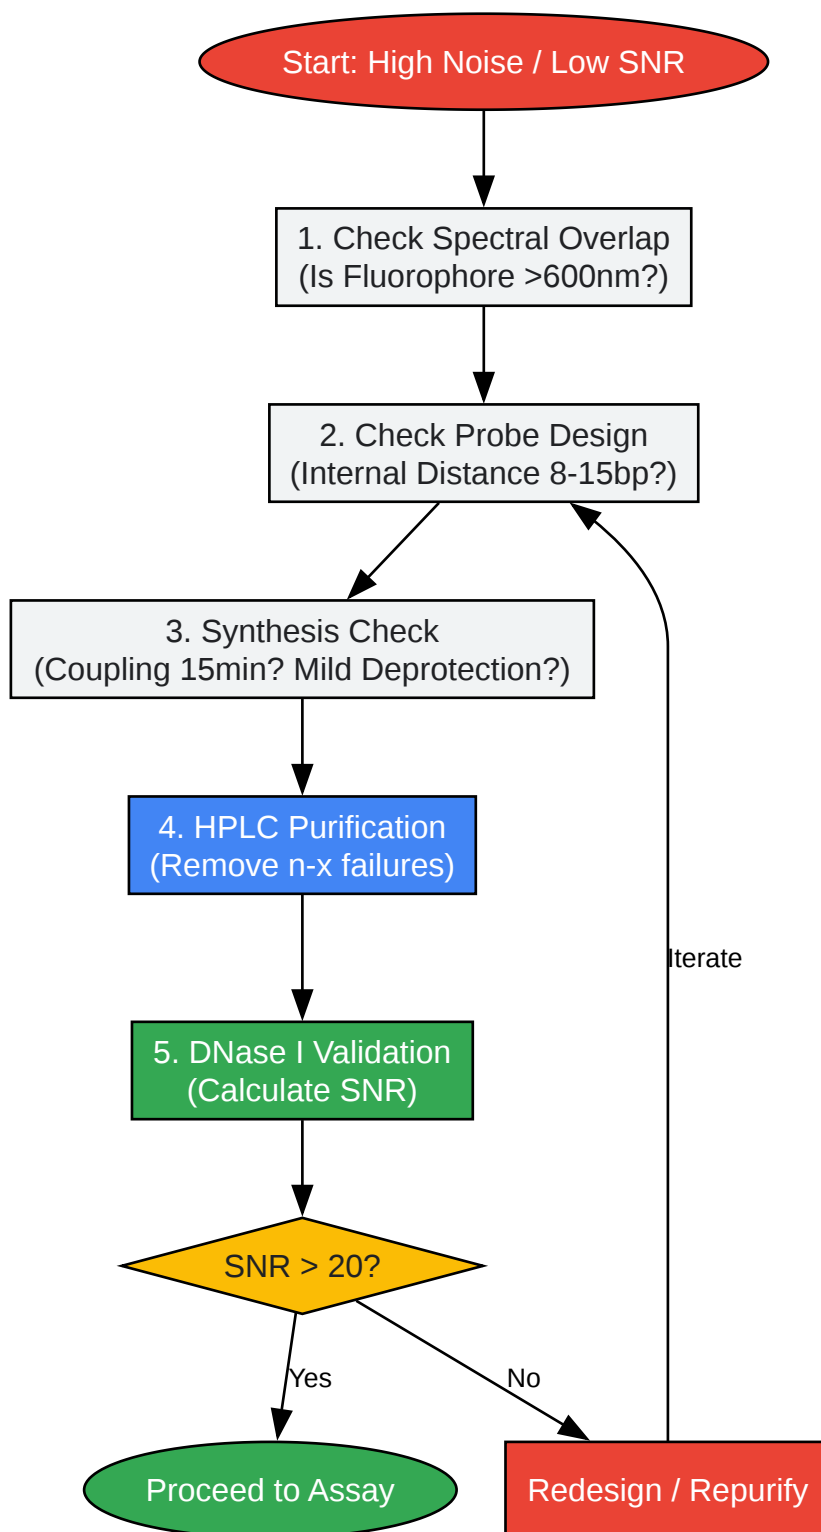 Start: High Noise / Low SNR
1. Check Spectral Overlap
(Is Fluorophore >600nm?)
2. Check Probe Design
(Internal Distance 8-15bp?)
3. Synthesis Check
(Coupling 15min? Mild Deprotection?)
4. HPLC Purification
(Remove n-x failures)
Iterate
5. DNase I Validation
(Calculate SNR)
SNR > 20?
Yes
No
Proceed to Assay
Redesign / Repurify